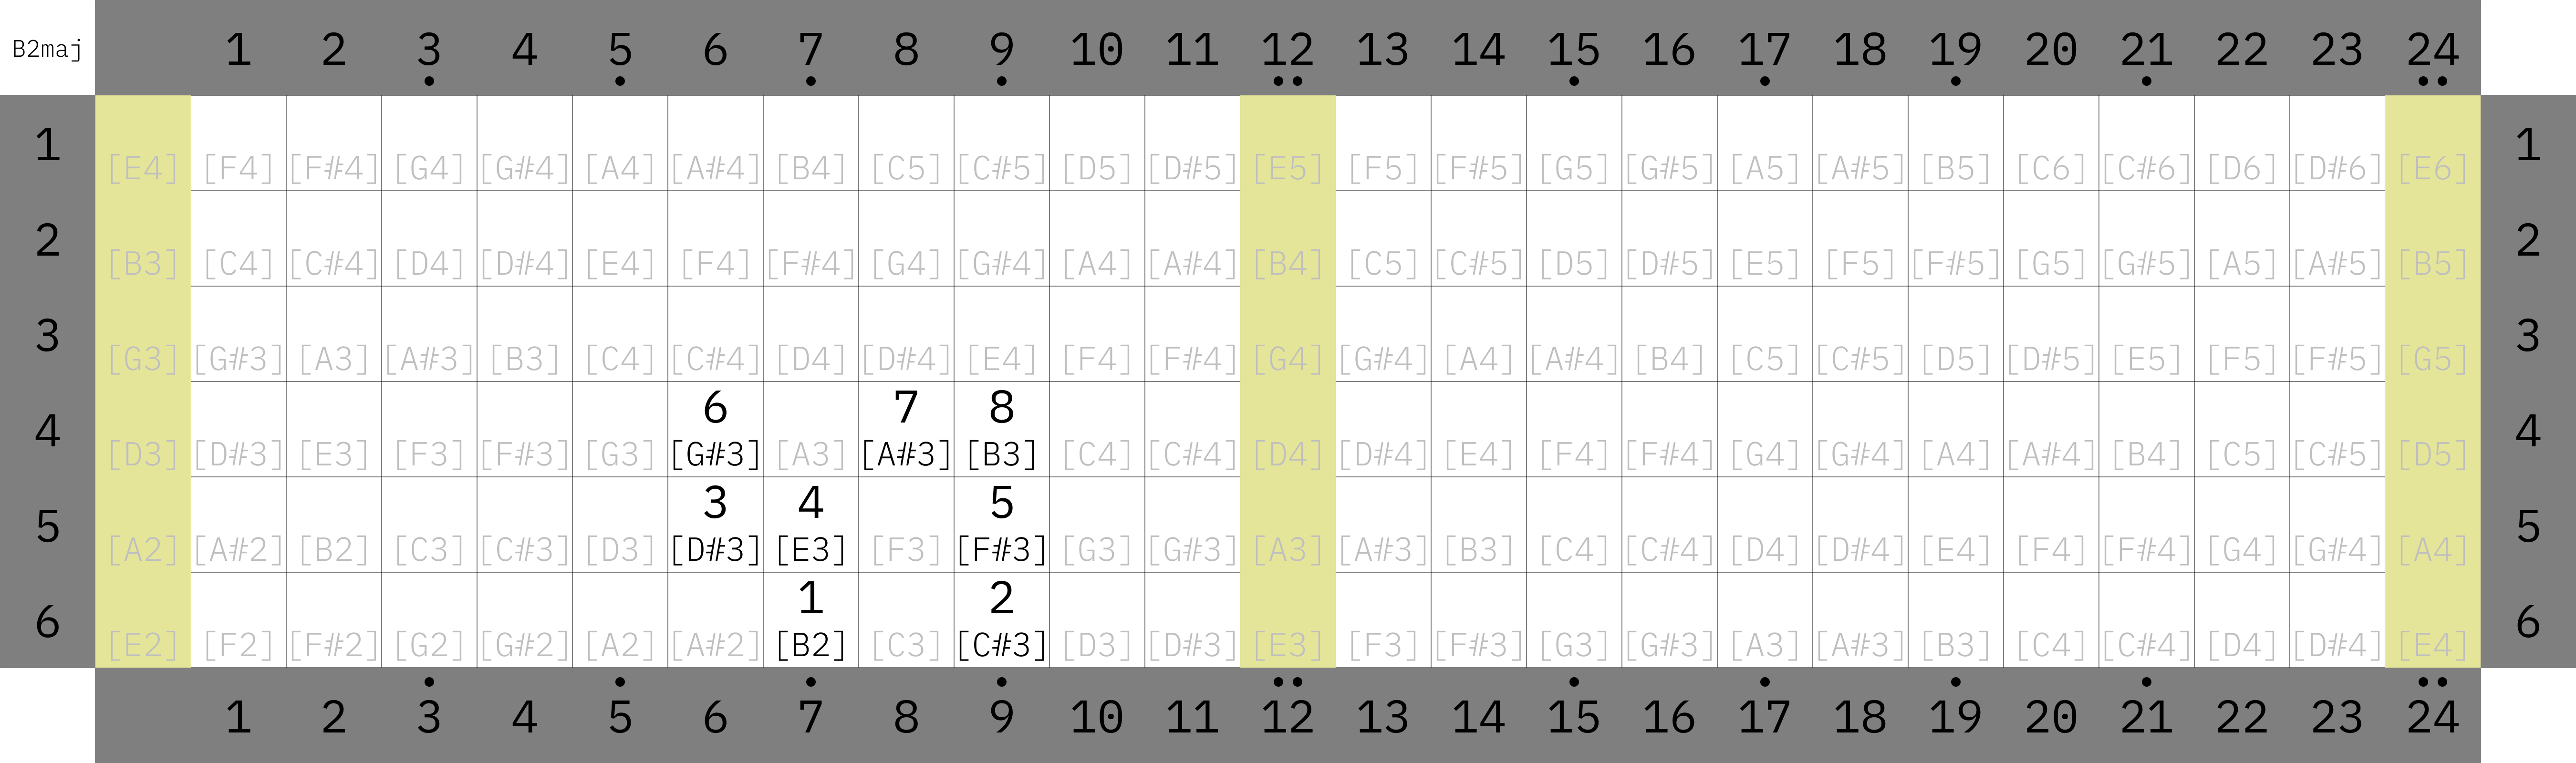 B2maj 1 2 3 4 5 6 7 8 9 10 11 12 13 14 15 16 17 18 19 20 21 22 23 24
1 [E4] [F4] [F#4] [G4] [G#4] [A4] [A#4] [B4] [C5] [C#5] [D5] [D#5] [E5] [F5] [F#5] [G5] [G#5] [A5] [A#5] [B5] [C6] [C#6] [D6] [D#6] [E6] 1
2 [B3] [C4] [C#4] [D4] [D#4] [E4] [F4] [F#4] [G4] [G#4] [A4] [A#4] [B4] [C5] [C#5] [D5] [D#5] [E5] [F5] [F#5] [G5] [G#5] [A5] [A#5] [B5] 2
3 [G3] [G#3] [A3] [A#3] [B3] [C4] [C#4] [D4] [D#4] [E4] [F4] [F#4] [G4] [G#4] [A4] [A#4] [B4] [C5] [C#5] [D5] [D#5] [E5] [F5] [F#5] [G5] 3
6 7 8
4 [D3] [D#3] [E3] [F3] [F#3] [G3] [G#3] [A3] [A#3] [B3] [C4] [C#4] [D4] [D#4] [E4] [F4] [F#4] [G4] [G#4] [A4] [A#4] [B4] [C5] [C#5] [D5] 4
3 4 5
5 [A2] [A#2] [B2] [C3] [C#3] [D3] [D#3] [E3] [F3] [F#3] [G3] [G#3] [A3] [A#3] [B3] [C4] [C#4] [D4] [D#4] [E4] [F4] [F#4] [G4] [G#4] [A4] 5
1 2
6 [E2] [F2] [F#2] [G2] [G#2] [A2] [A#2] [B2] [C3] [C#3] [D3] [D#3] [E3] [F3] [F#3] [G3] [G#3] [A3] [A#3] [B3] [C4] [C#4] [D4] [D#4] [E4] 6
1 2 3 4 5 6 7 8 9 10 11 12 13 14 15 16 17 18 19 20 21 22 23 24